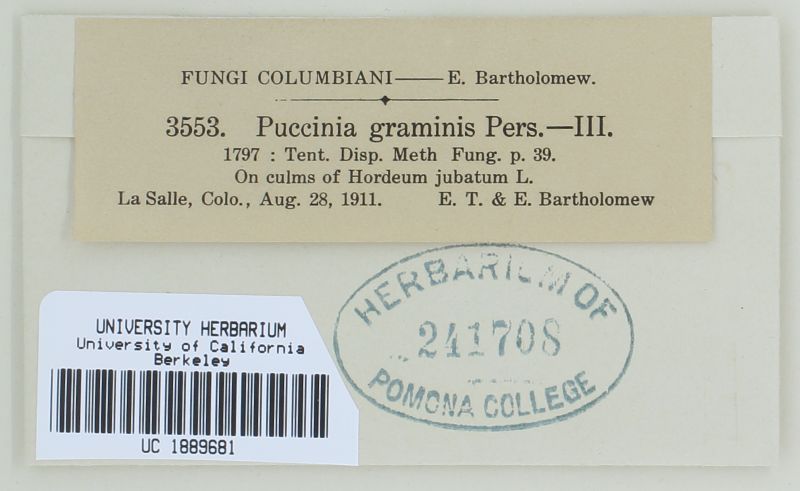 FUNGI COLUMBIANI—E. Bartholomew.
3553. Puccinia graminis Pers.—III.
1797 : Tent. Disp. Meth Fung. p. 39.
On culms of Hordeum jubatum L.
La Salle, Colo., Aug. 28, 1911. E. T. & E. Bartholomew
HERBARIUM OF
241708
POMONA COLLEGE
UNIVERSITY HERBARIUM
University of California
Berkeley
UC 1889681